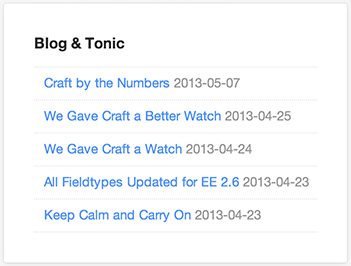 Blog & Tonic
Craft by the Numbers 2013-05-07
We Gave Craft a Better Watch 2013-04-25
We Gave Craft a Watch 2013-04-24
All Fieldtypes Updated for EE 2.6 2013-04-23
Keep Calm and Carry On 2013-04-23